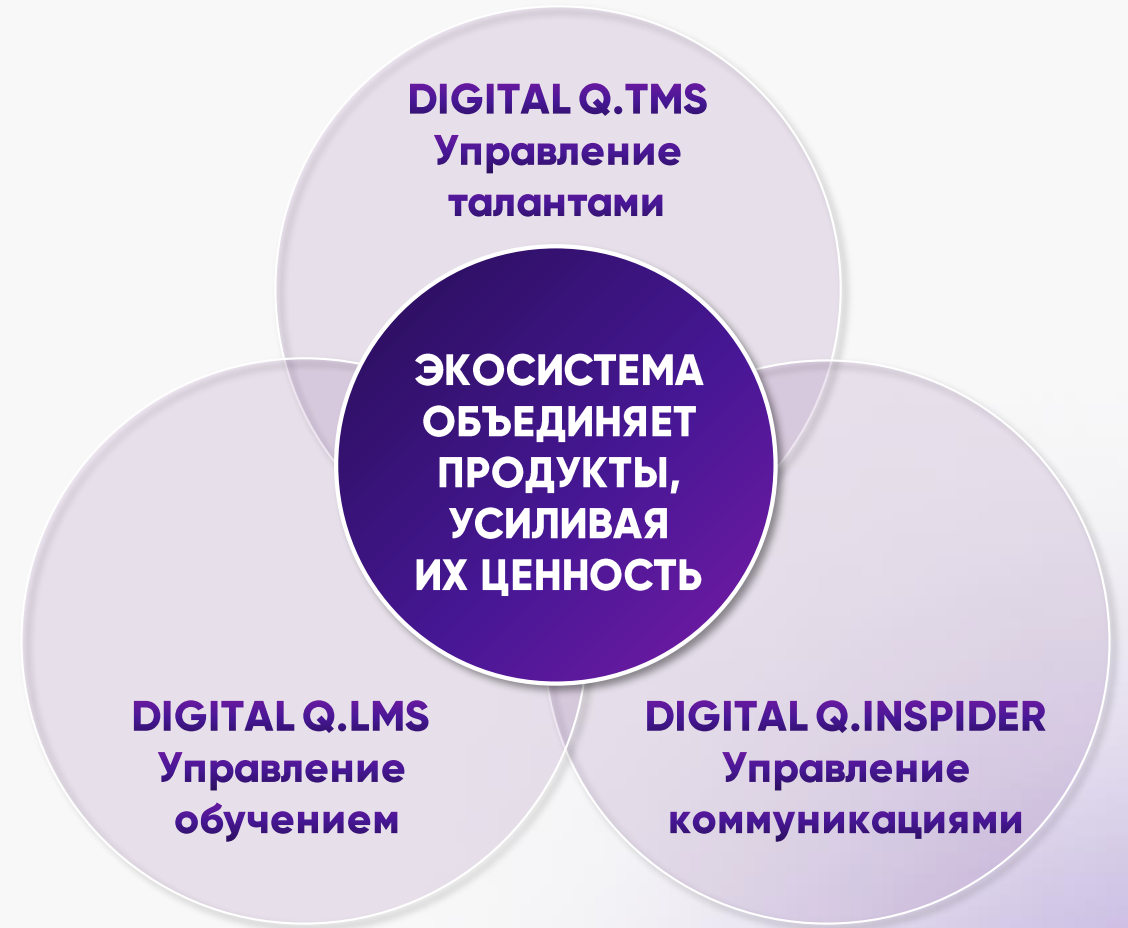 DIGITAL Q.TMS
Управление
талантами
ЭКОСИСТЕМА
ОБЪЕДИНЯЕТ
ПРОДУКТЫ,
УСИЛИВАЯ
ИХ ЦЕННОСТЬ
DIGITAL Q.LMS
Управление
обучением
DIGITAL Q.INSPIDER
Управление
коммуникациями